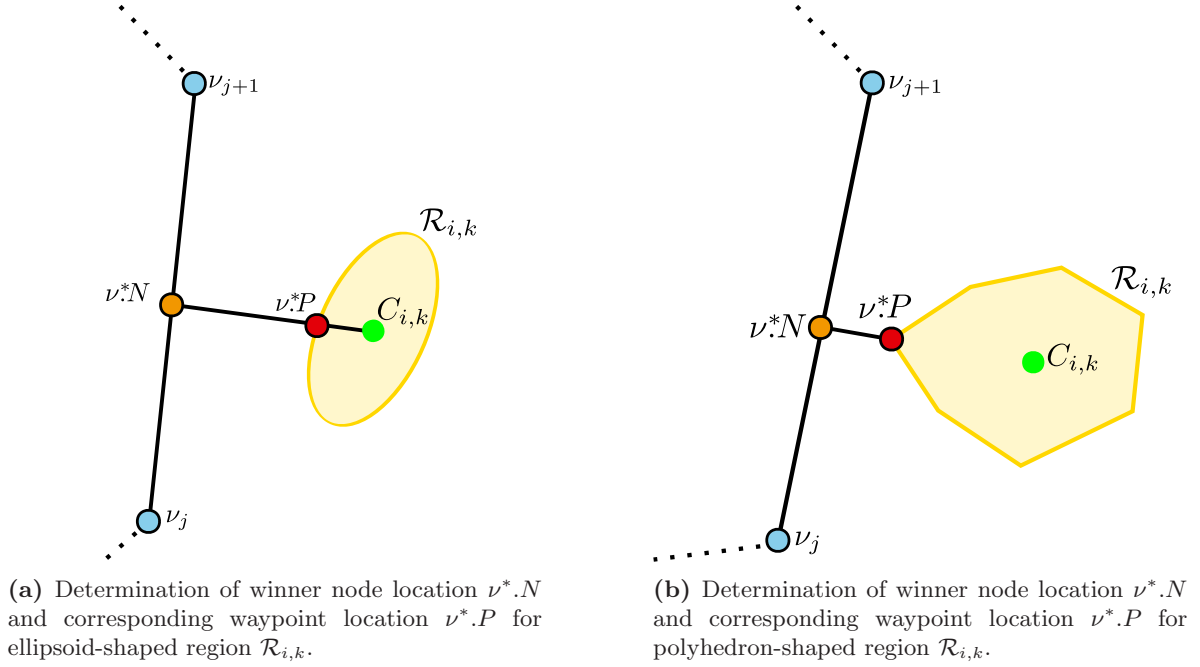 ν_{j+1}
ℛ_{i,k}
ν.*N
ν.*P
C_{i,k}
ν_j
(a) Determination of winner node location ν*.N
and corresponding waypoint location ν*.P for
ellipsoid-shaped region ℛ_{i,k}.
ν_{j+1}
ℛ_{i,k}
ν.*N
ν.*P
C_{i,k}
ν_j
(b) Determination of winner node location ν*.N
and corresponding waypoint location ν*.P for
polyhedron-shaped region ℛ_{i,k}.